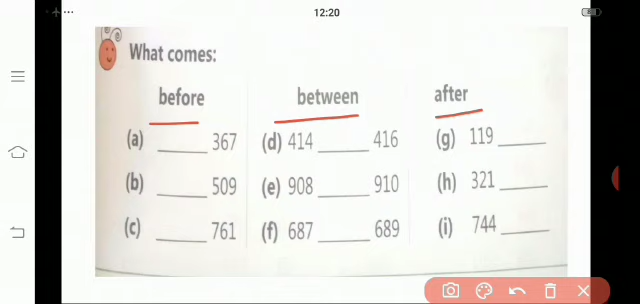 12:20
What comes:
before between after
(a) ______ 367 (d) 414 ______ 416 (g) 119 ______
(b) ______ 509 (e) 908 ______ 910 (h) 321 ______
(c) ______ 761 (f) 687 ______ 689 (i) 744 ______